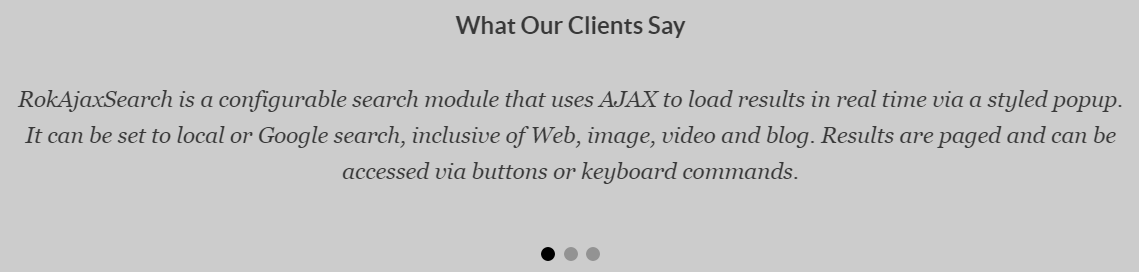 What Our Clients Say
RokAjaxSearch is a configurable search module that uses AJAX to load results in real time via a styled popup.
It can be set to local or Google search, inclusive of Web, image, video and blog. Results are paged and can be
accessed via buttons or keyboard commands.